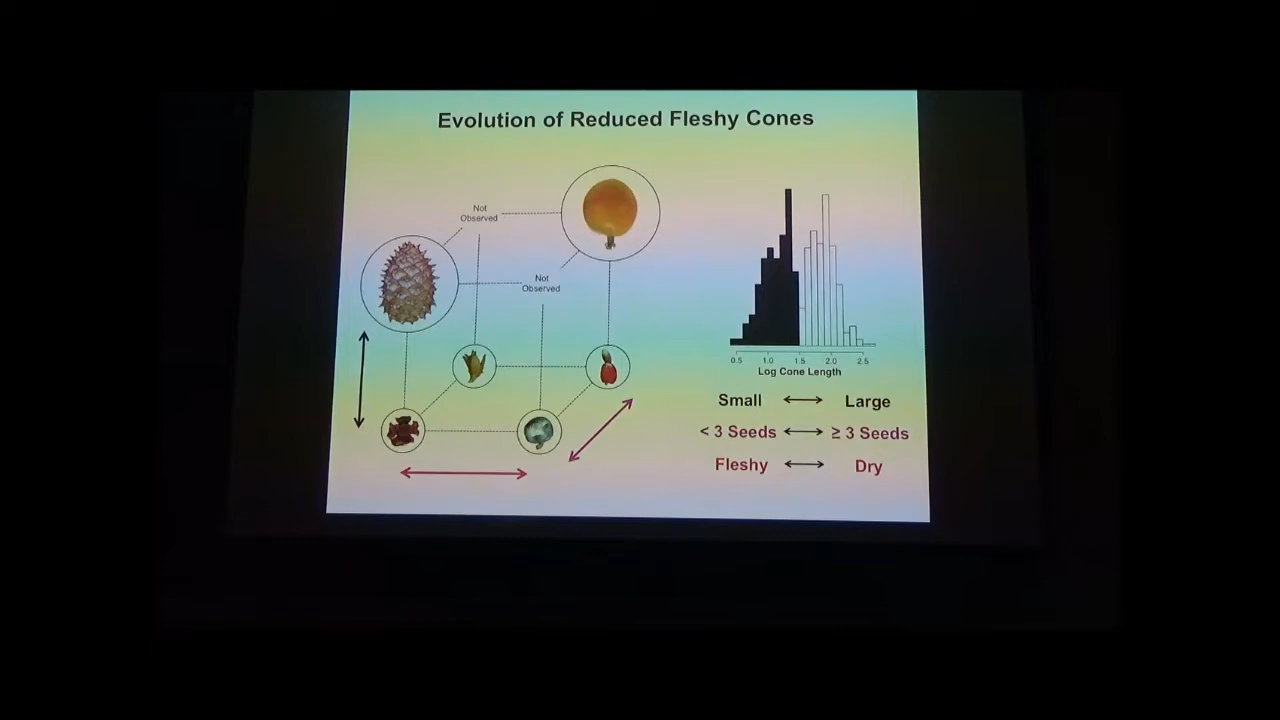 Evolution of Reduced Fleshy Cones
Not
Observed
Not
Observed
0.5 1.0 1.5 2.0 2.5
Log Cone Length
Small Large
< 3 Seeds ≥ 3 Seeds
Fleshy Dry